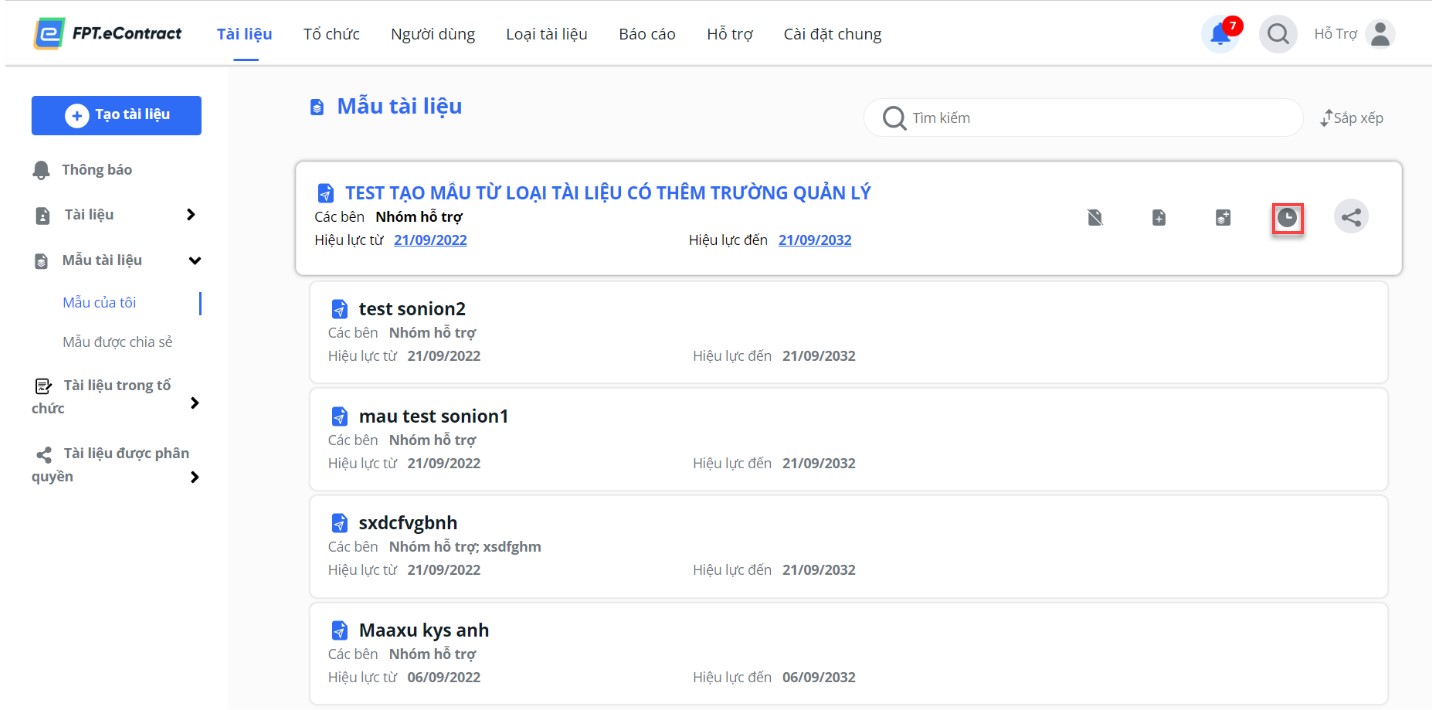 FPT.eContract Tài liệu Tổ chức Người dùng Loại tài liệu Báo cáo Hỗ trợ Cài đặt chung 7 Hỗ Trợ
Tạo tài liệu
Thông báo
Tài liệu
Mẫu tài liệu
Mẫu của tôi
Mẫu được chia sẻ
Tài liệu trong tổ
chức
Tài liệu được phân
quyền
Mẫu tài liệu
Tìm kiếm
Sắp xếp
TEST TẠO MẪU TỪ LOẠI TÀI LIỆU CÓ THÊM TRƯỜNG QUẢN LÝ
Các bên Nhóm hỗ trợ
Hiệu lực từ 21/09/2022 Hiệu lực đến 21/09/2032
test sonion2
Các bên Nhóm hỗ trợ
Hiệu lực từ 21/09/2022 Hiệu lực đến 21/09/2032
mau test sonion1
Các bên Nhóm hỗ trợ
Hiệu lực từ 21/09/2022 Hiệu lực đến 21/09/2032
sxdcfvgbnh
Các bên Nhóm hỗ trợ; xsdfghm
Hiệu lực từ 21/09/2022 Hiệu lực đến 21/09/2032
Maaxu kys anh
Các bên Nhóm hỗ trợ
Hiệu lực từ 06/09/2022 Hiệu lực đến 06/09/2032